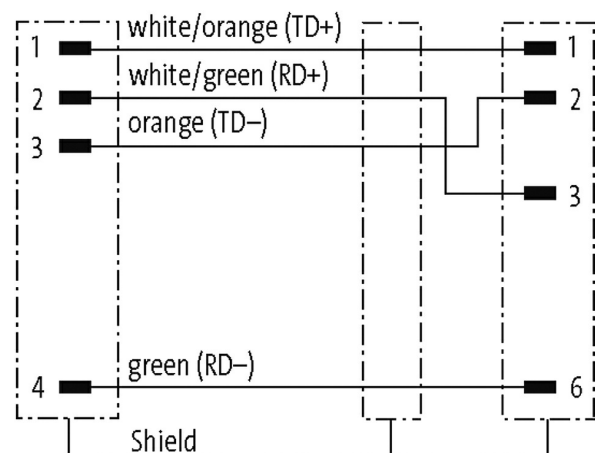 1 white/orange (TD+) 1
2 white/green (RD+) 2
3 orange (TD–)
3
4 green (RD–) 6
Shield